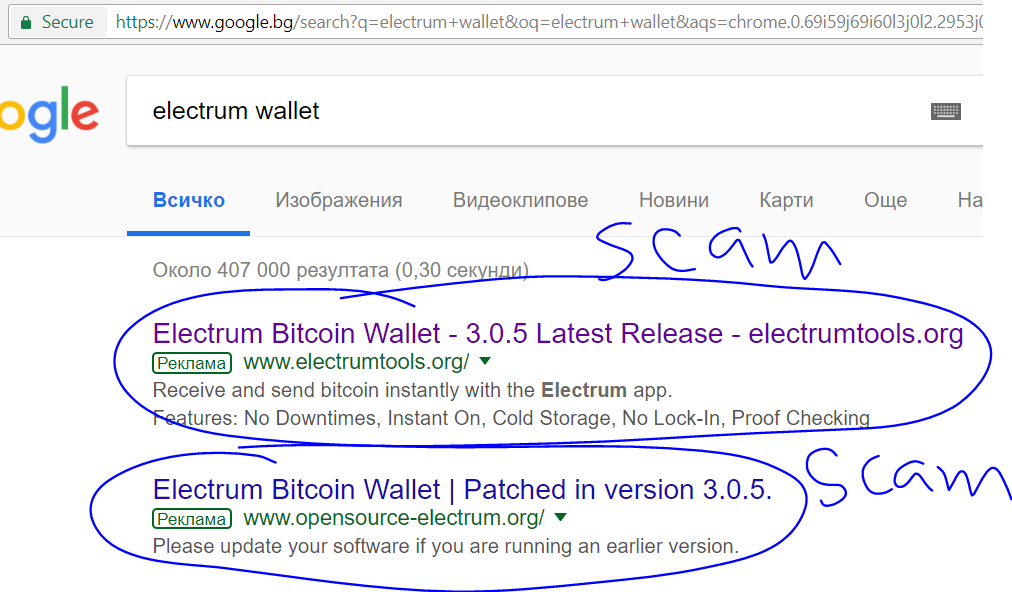 Secure https://www.google.bg/search?q=electrum+wallet&oq=electrum+wallet&aqs=chrome.0.69i59j69i60l3j0l2.2953j0
ogle
electrum wallet
Всичко Изображения Видеоклипове Новини Карти Още На
scam
Около 407 000 резултата (0,30 секунди)
Electrum Bitcoin Wallet - 3.0.5 Latest Release - electrumtools.org
Реклама www.electrumtools.org/
Receive and send bitcoin instantly with the Electrum app.
Features: No Downtimes, Instant On, Cold Storage, No Lock-In, Proof Checking
scam
Electrum Bitcoin Wallet | Patched in version 3.0.5.
Реклама www.opensource-electrum.org/
Please update your software if you are running an earlier version.